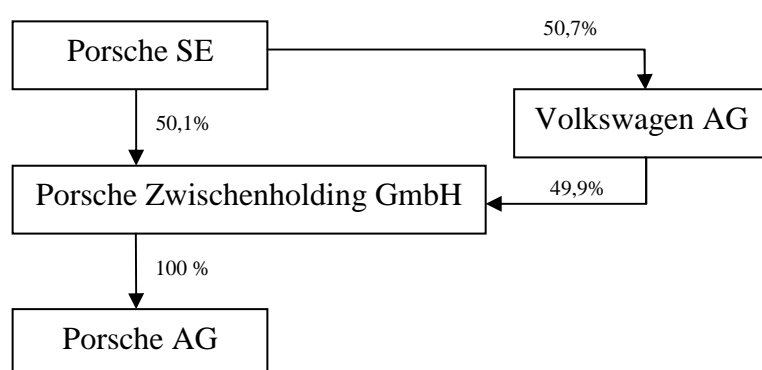 Porsche SE
50,7%
50,1%
Volkswagen AG
Porsche Zwischenholding GmbH
49,9%
100 %
Porsche AG